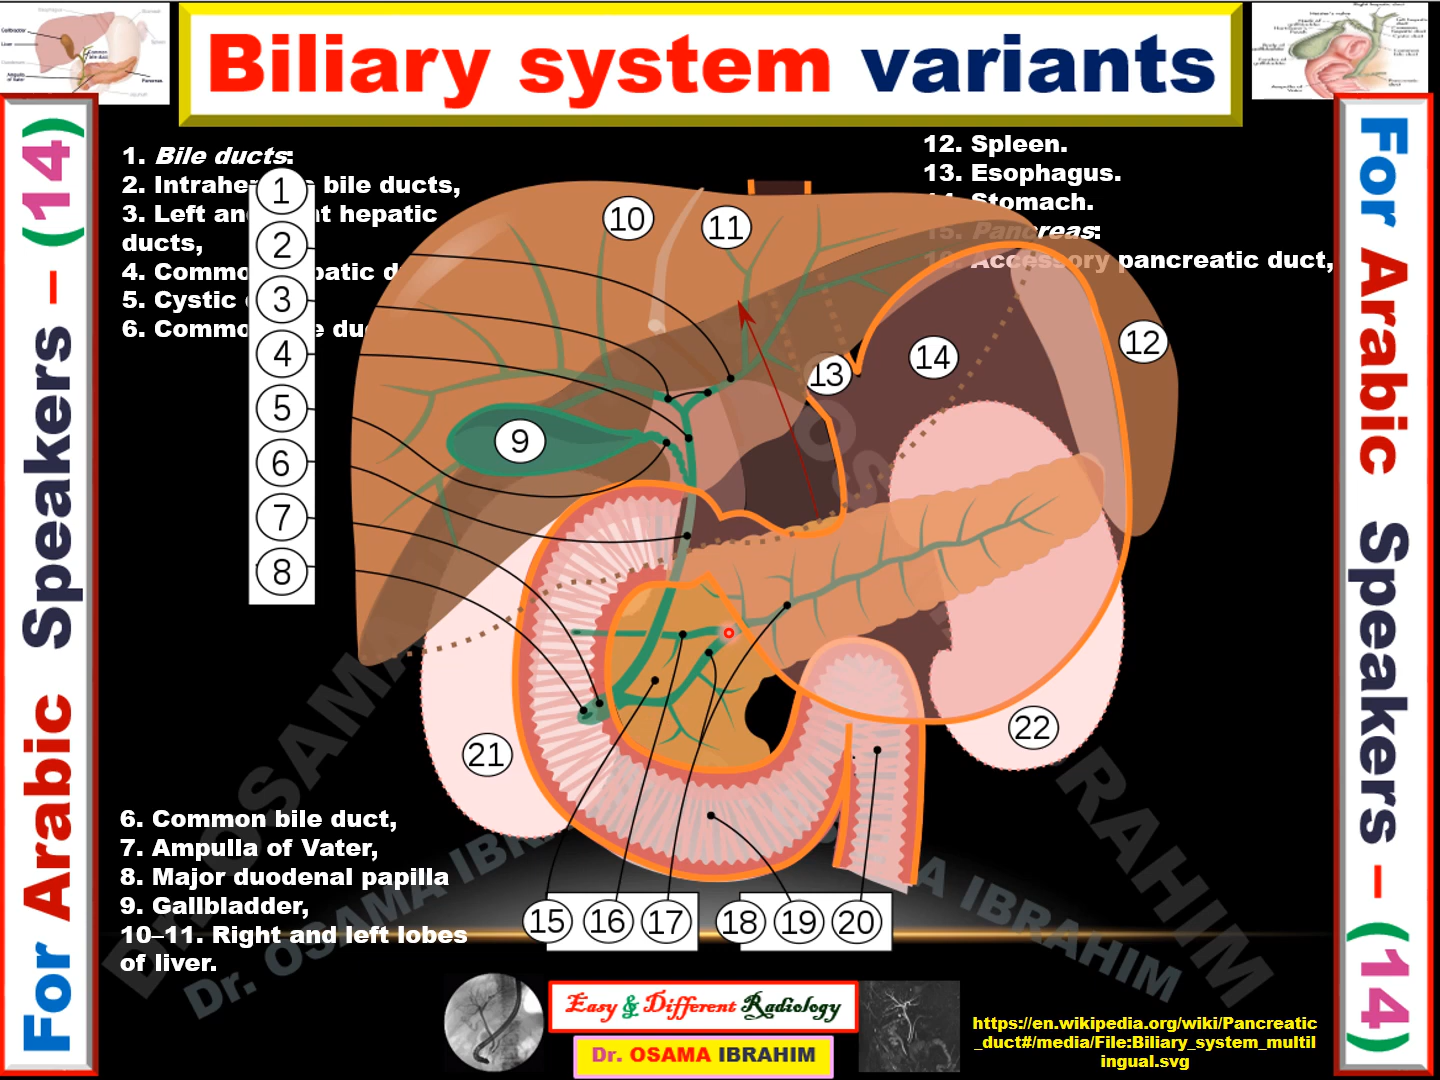 Biliary system variants
For Arabic Speakers – (14)
For Arabic Speakers – (14)
1. Bile ducts:
2. Intrahe bile ducts,
3. Left an t hepatic
ducts,
4. Commo patic d
5. Cystic
6. Commo e du
12. Spleen.
13. Esophagus.
Stomach.
15. Pancreas:
Accessory pancreatic duct,
1
2
3
4
5
6
7
8
9
10
11
12
13
14
21
22
15 16 17 18 19 20
6. Common bile duct,
7. Ampulla of Vater,
8. Major duodenal papilla
9. Gallbladder,
10–11. Right and left lobes
of liver.
Dr. OSAMA IBRAHIM
Easy & Different Radiology
Dr. OSAMA IBRAHIM
https://en.wikipedia.org/wiki/Pancreatic
_duct#/media/File:Biliary_system_multil
ingual.svg